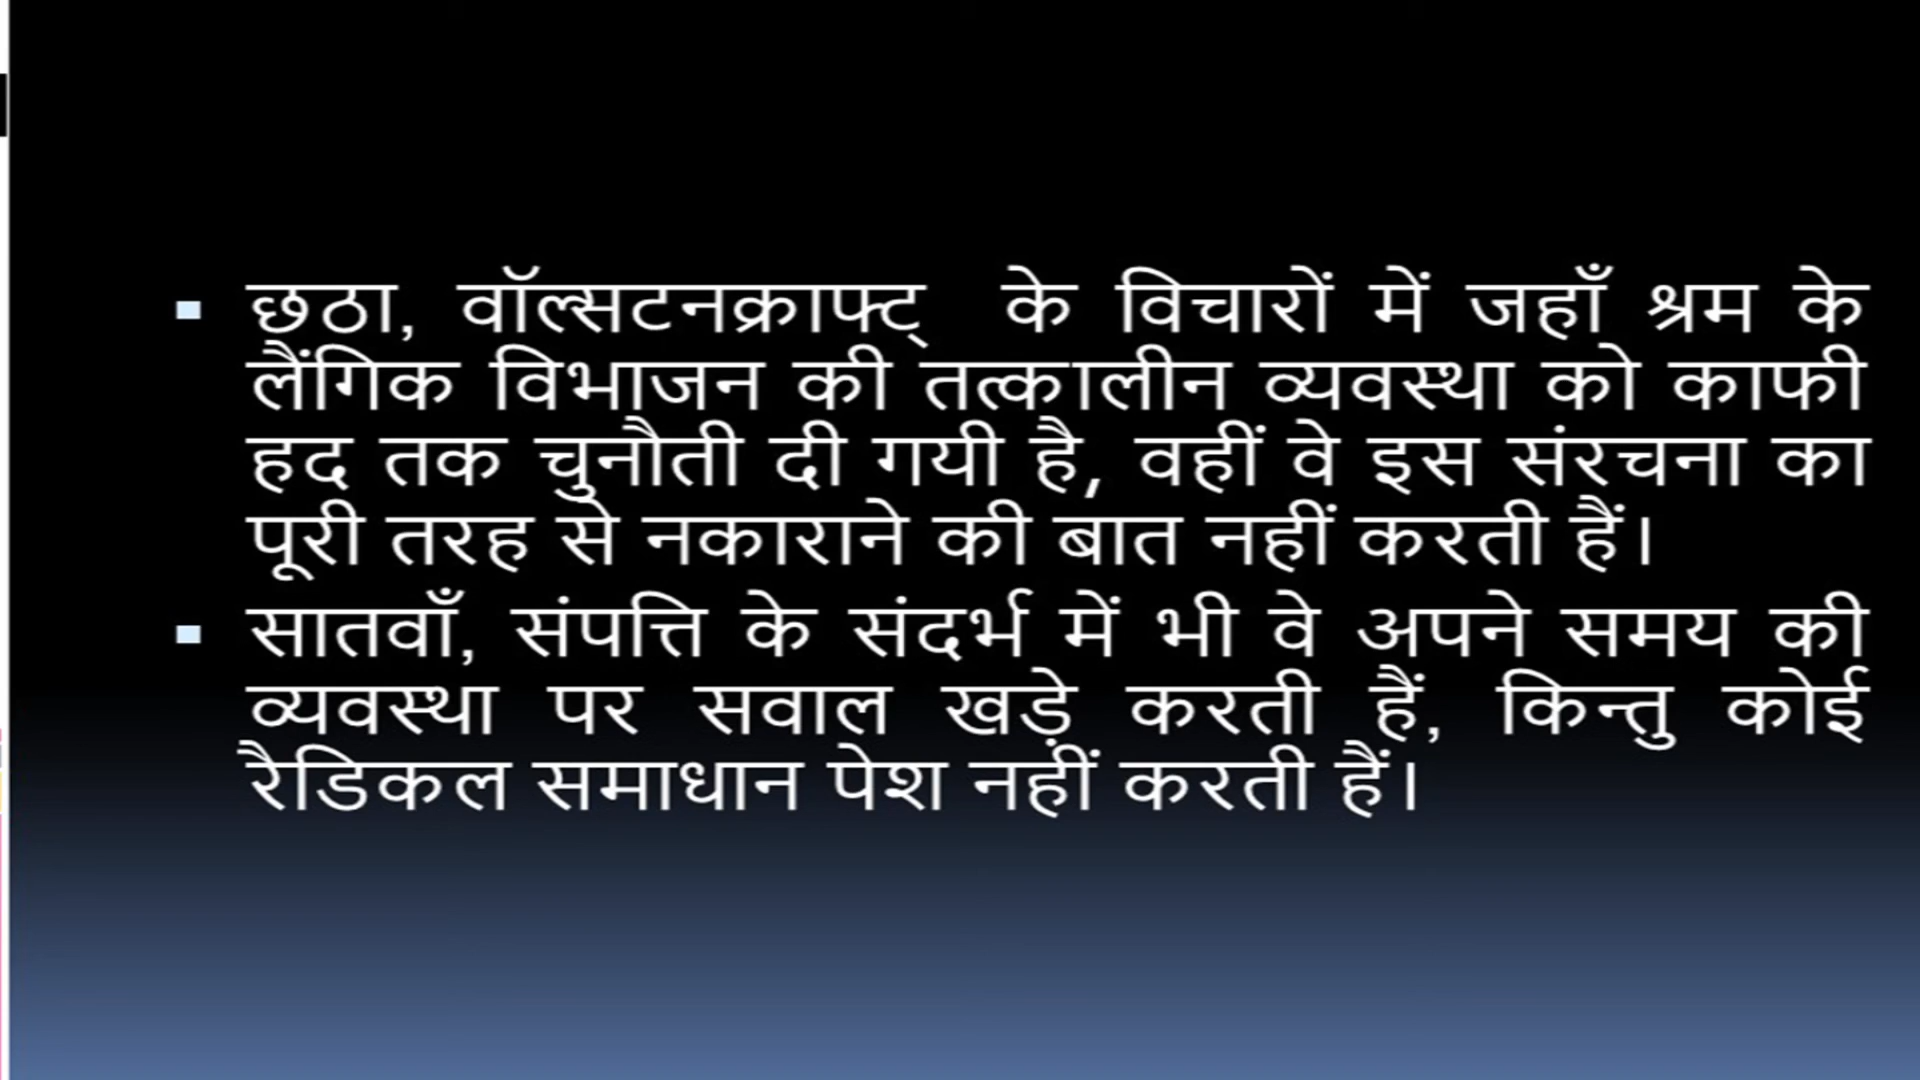 छठा, वॉल्सटनक्राफ्ट् के विचारों में जहाँ श्रम के
लैंगिक विभाजन की तत्कालीन व्यवस्था को काफी
हद तक चुनौती दी गयी है, वहीं वे इस संरचना का
पूरी तरह से नकाराने की बात नहीं करती हैं।
सातवाँ, संपत्ति के संदर्भ में भी वे अपने समय की
व्यवस्था पर सवाल खड़े करती हैं, किन्तु कोई
रैडिकल समाधान पेश नहीं करती हैं।